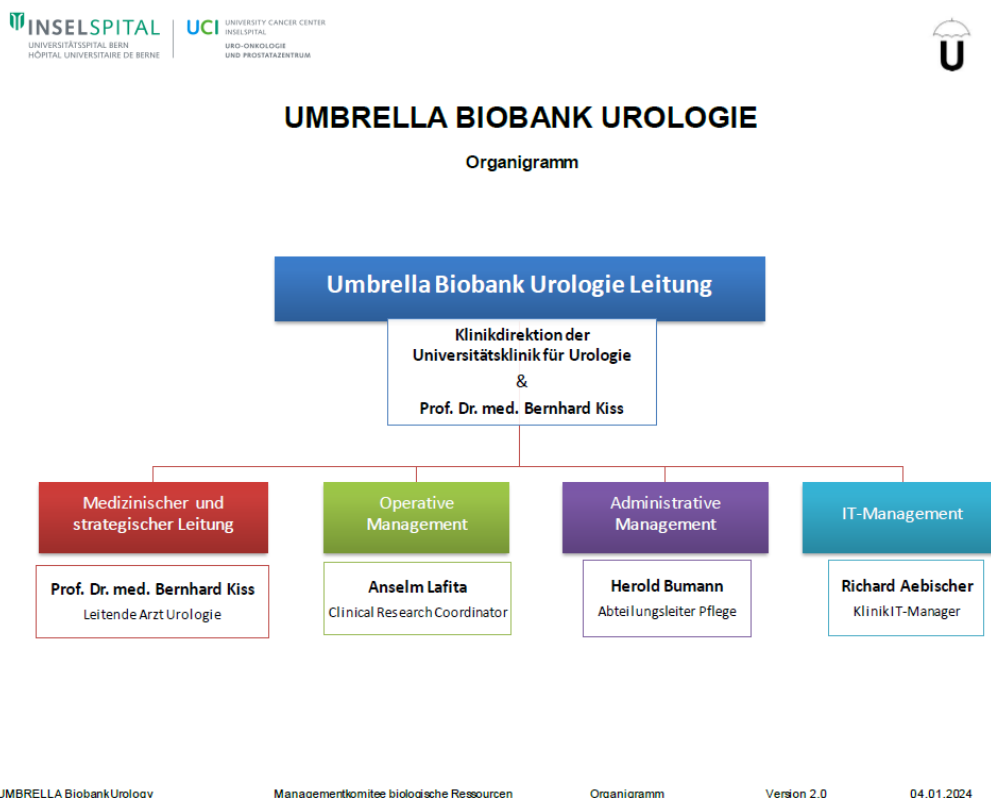 INSELSPITAL
UNIVERSITÄTSSPITAL BERN
HÔPITAL UNIVERSITAIRE DE BERNE
UCI UNIVERSITY CANCER CENTER
INSELSPITAL
URO-ONKOLOGIE
UND PROSTATAZENTRUM
U
UMBRELLA BIOBANK UROLOGIE
Organigramm
Umbrella Biobank Urologie Leitung
Klinikdirektion der
Universitätsklinik für Urologie
&
Prof. Dr. med. Bernhard Kiss
Medizinischer und
strategischer Leitung
Prof. Dr. med. Bernhard Kiss
Leitende Arzt Urologie
Operative
Management
Anselm Lafita
Clinical Research Coordinator
Administrative
Management
Herold Bumann
Abteilungsleiter Pflege
IT-Management
Richard Aebischer
Klinik IT-Manager
UMBRELLA Biobank Urology Managementkomitee biologische Ressourcen Organigramm Version 2.0 04.01.2024